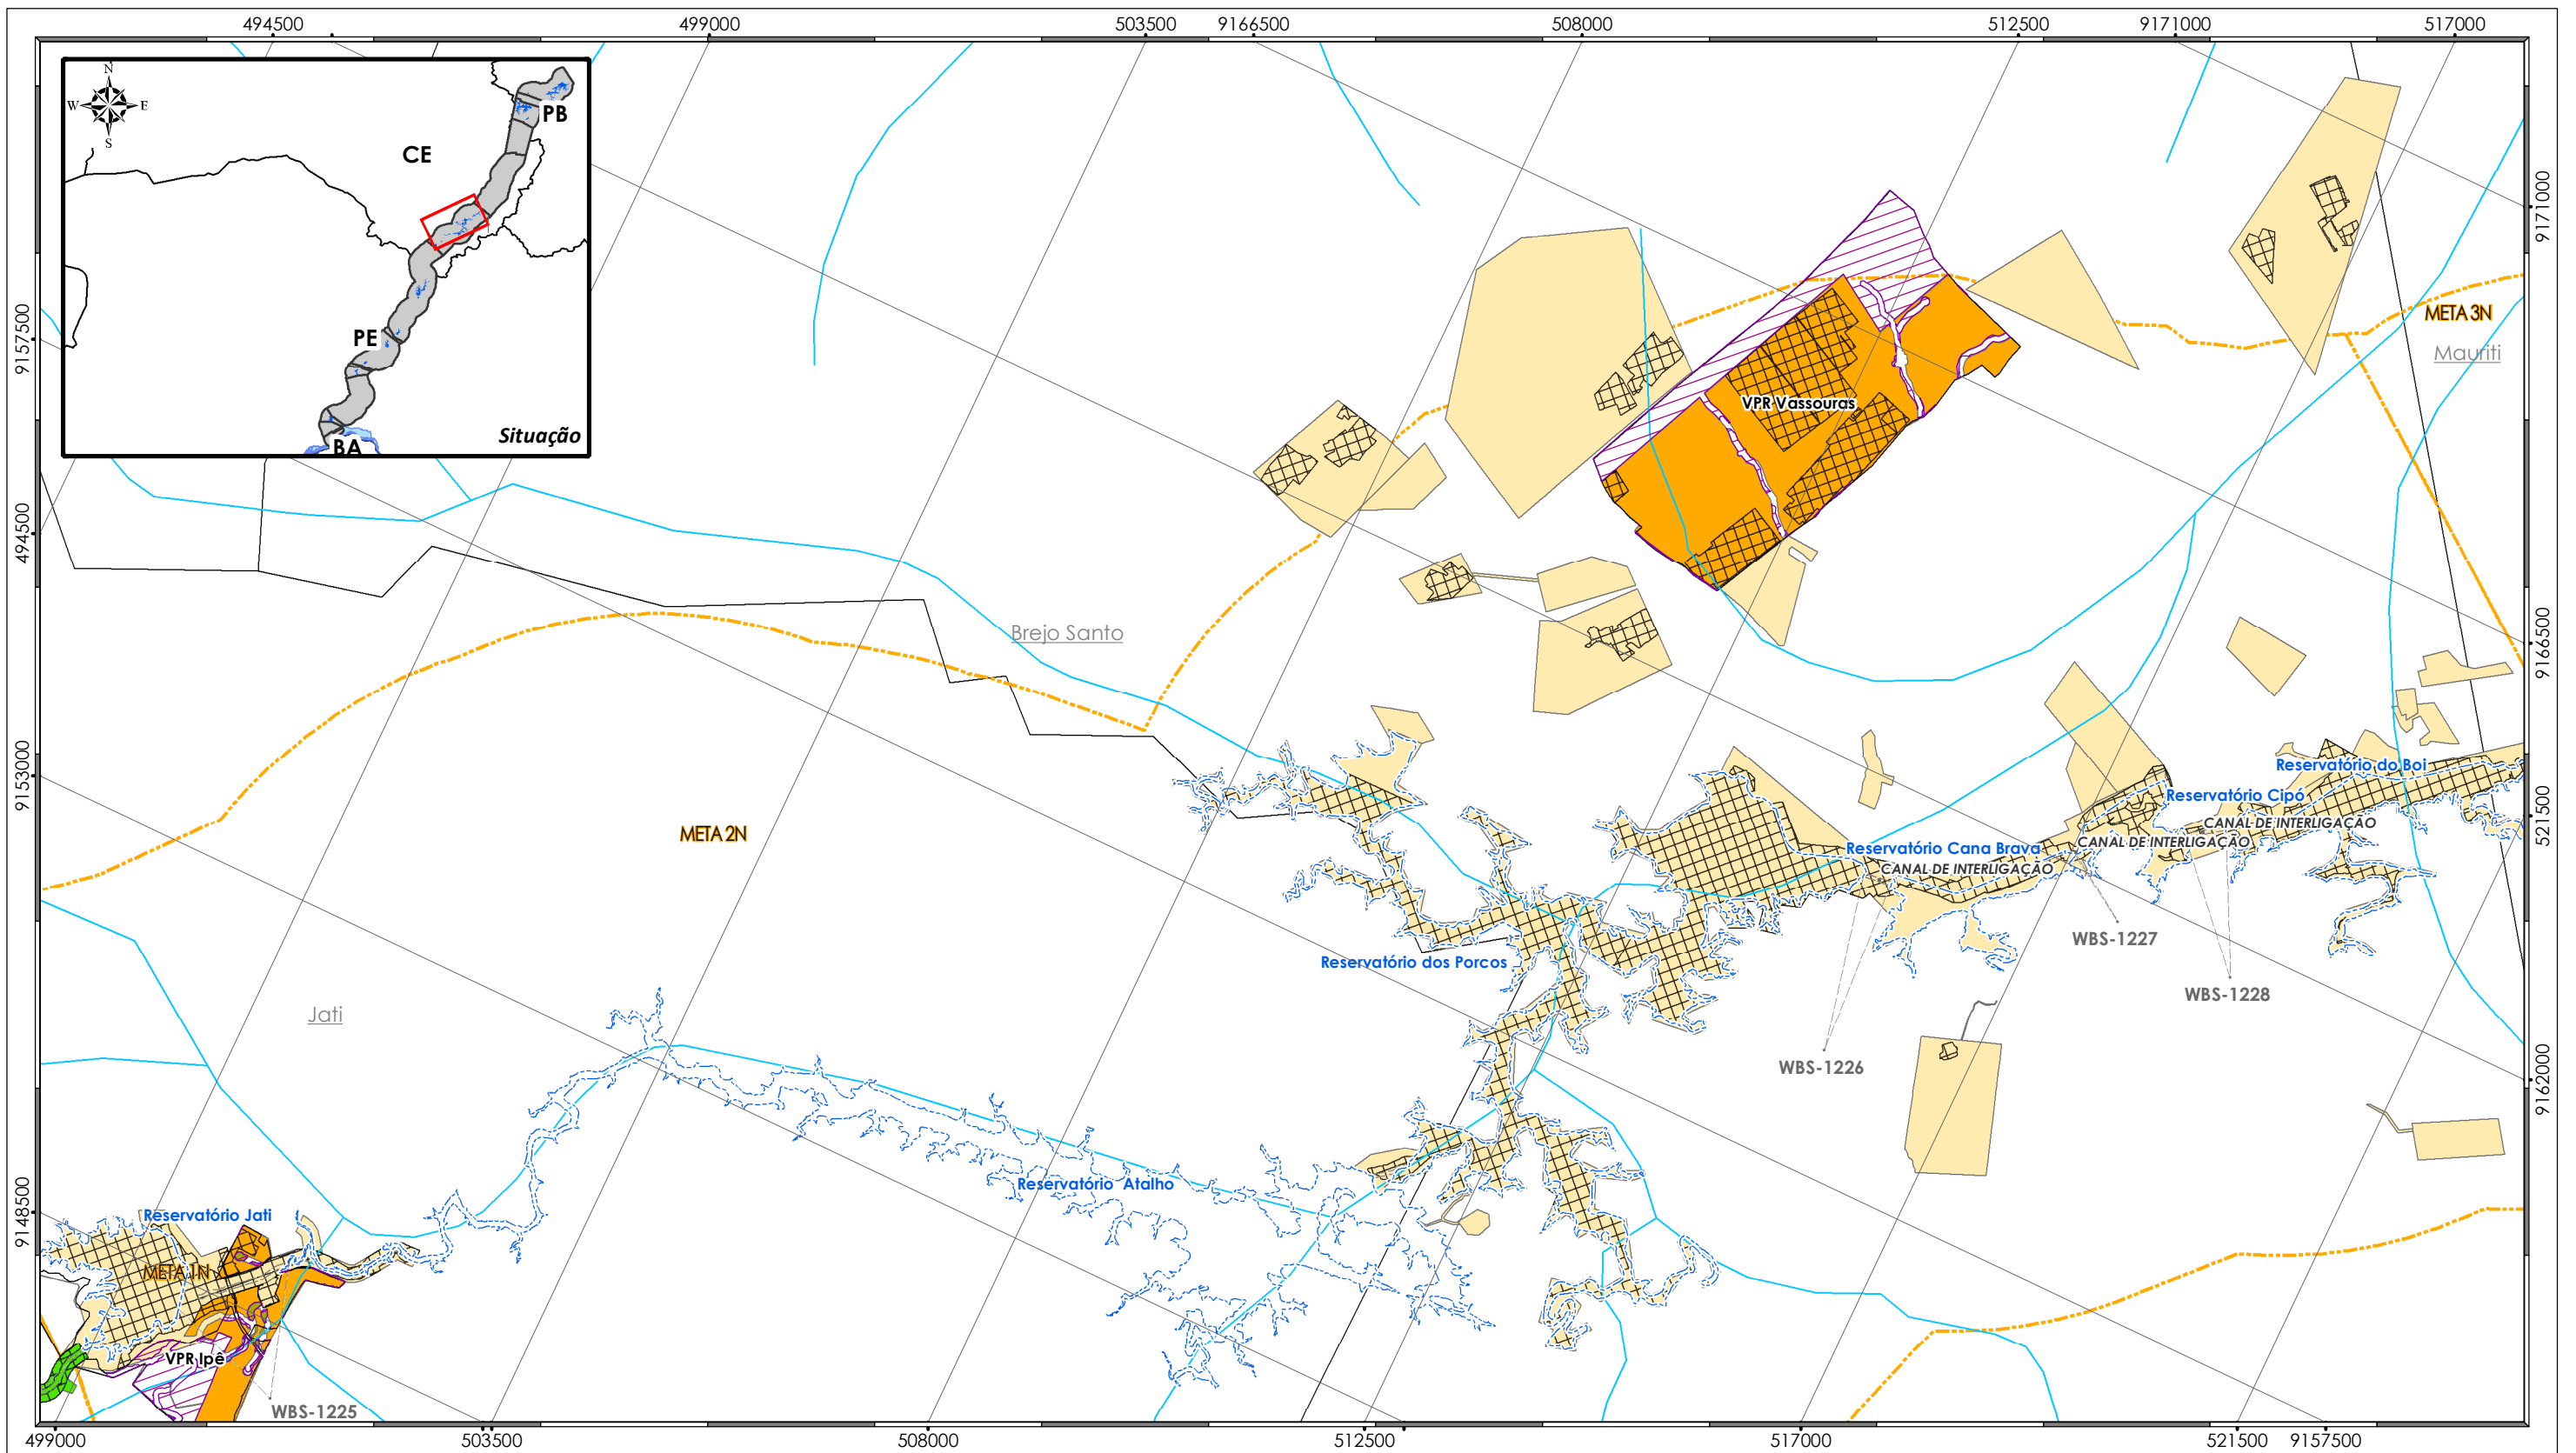 494500
499000
503500
9166500
508000
512500
9171000
517000
N
W
E
S
PB
CE
PE
BA
Situação
9157500
494500
9153000
9148500
9171000
9166500
521500
9162000
META 3N
Mauriti
VPR Vassouras
Brejo Santo
META 2N
Reservatório do Boi
Reservatório Cipó
CANAL DE INTERLIGAÇÃO
CANAL DE INTERLIGAÇÃO
Reservatório Cana Brava
CANAL DE INTERLIGAÇÃO
WBS-1227
Reservatório dos Porcos
WBS-1228
Jati
WBS-1226
Reservatório Atalho
Reservatório Jati
META 1N
VPR Ipê
WBS-1225
499000
503500
508000
512500
517000
521500
9157500